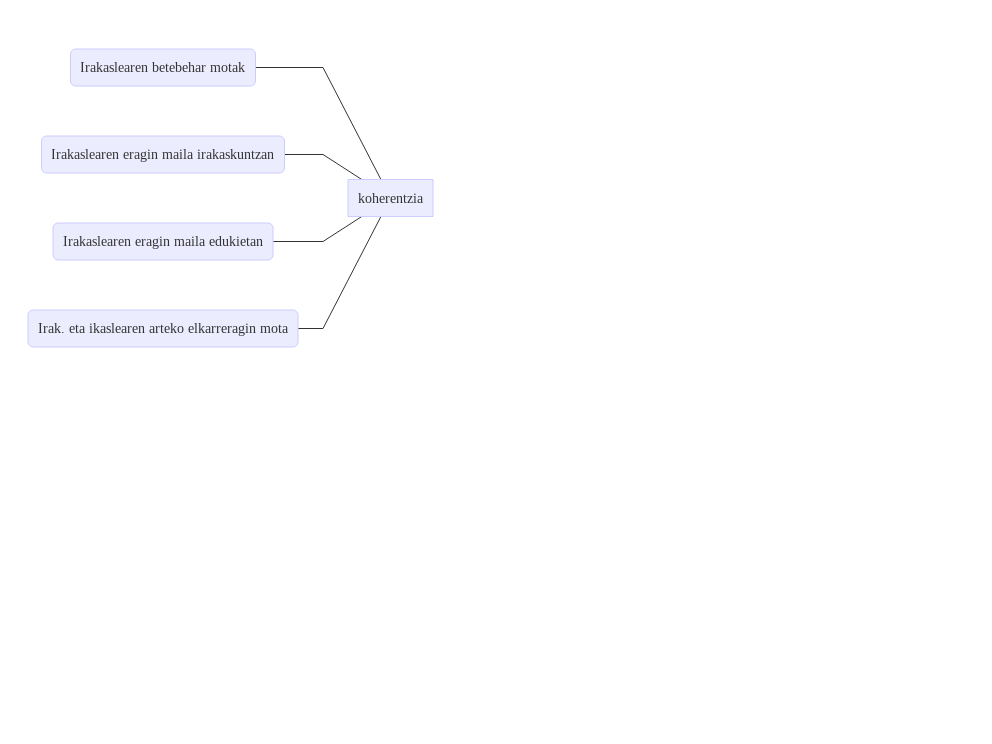 Irakaslearen betebehar motak
Irakaslearen eragin maila irakaskuntzan
koherentzia
Irakaslearen eragin maila edukietan
Irak. eta ikaslearen arteko elkarreragin mota